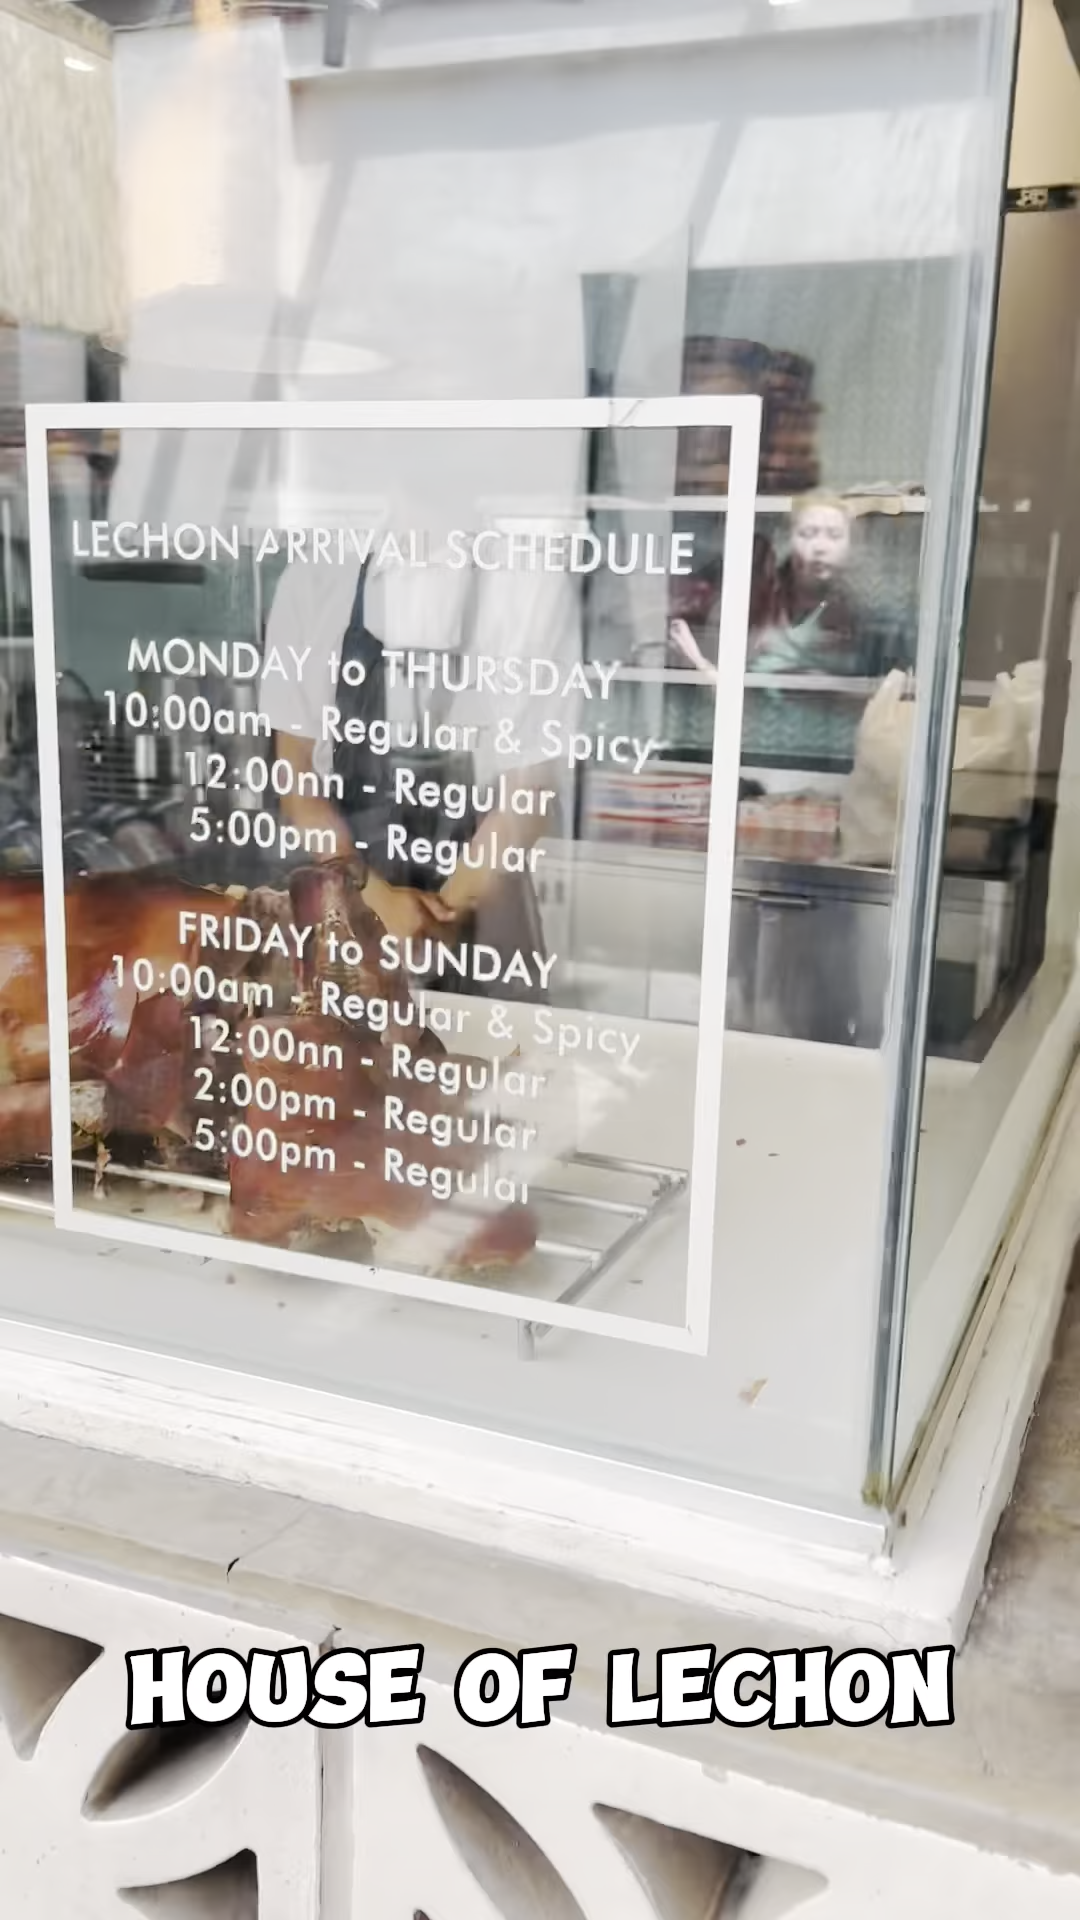 LECHON ARRIVAL SCHEDULE
MONDAY to THURSDAY
10:00am - Regular & Spicy
12:00nn - Regular
5:00pm - Regular
FRIDAY to SUNDAY
10:00am - Regular & Spicy
12:00nn - Regular
2:00pm - Regular
5:00pm - Regular
HOUSE OF LECHON